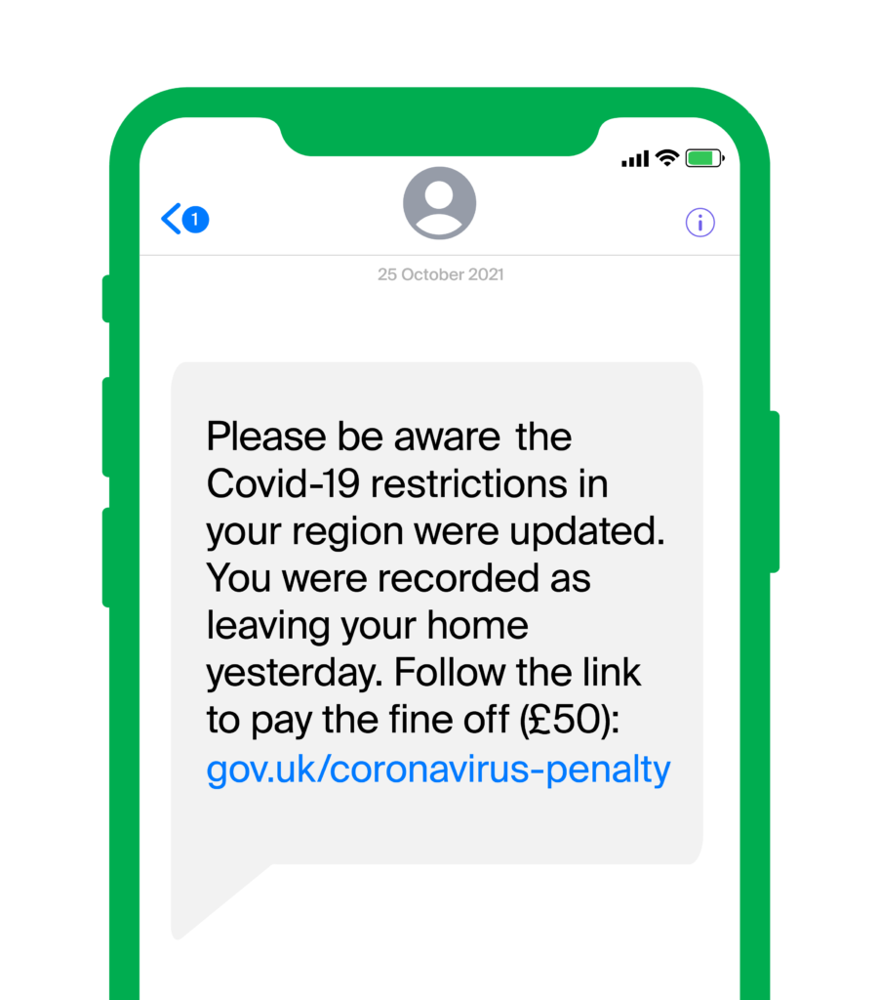 1
25 October 2021
Please be aware the
Covid-19 restrictions in
your region were updated.
You were recorded as
leaving your home
yesterday. Follow the link
to pay the fine off (£50):
gov.uk/coronavirus-penalty